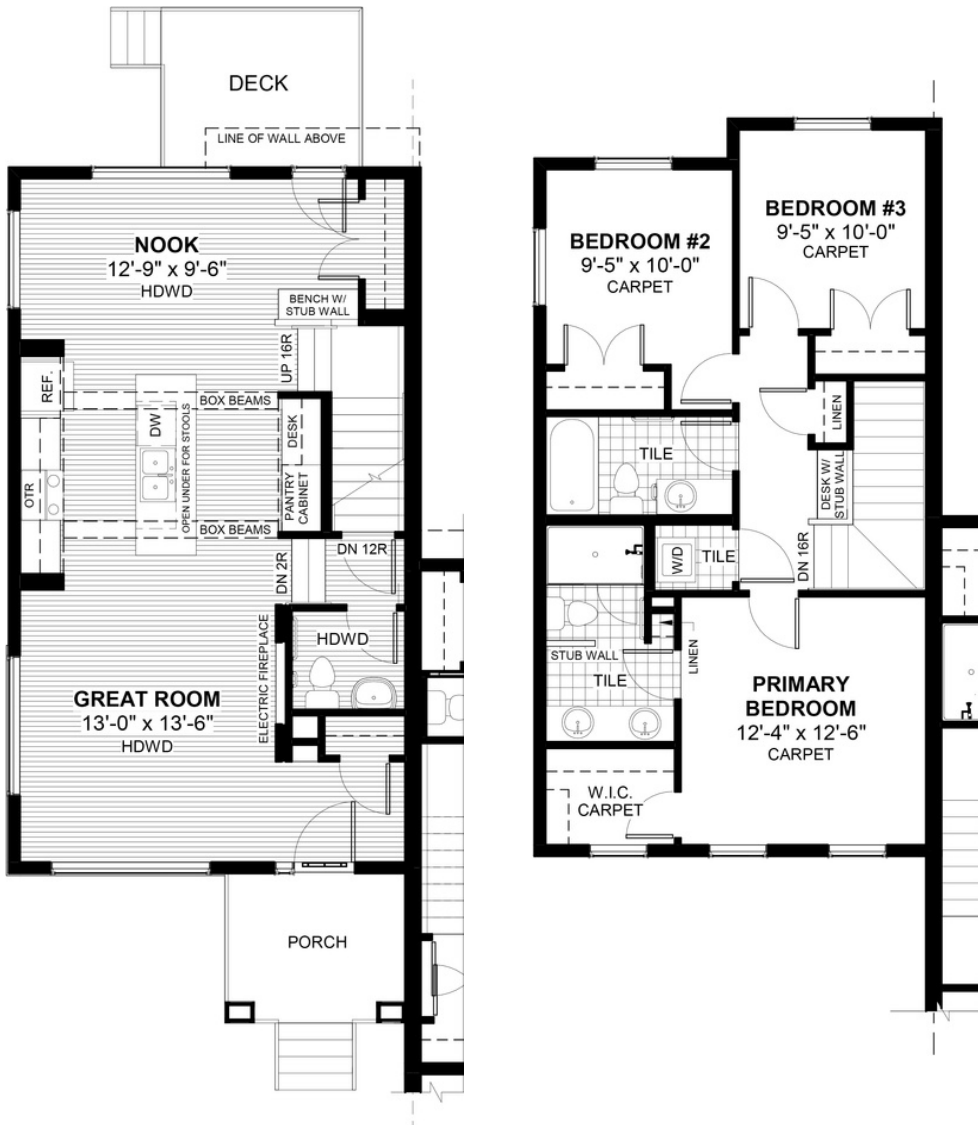 DECK
LINE OF WALL ABOVE
NOOK
12'-9" x 9'-6"
HDWD
BENCH W/
STUB WALL
UP 16R
REF.
BOX BEAMS
DW
OPEN UNDER FOR STOOLS
DESK
PANTRY
CABINET
OTR
BOX BEAMS
DN 12R
DN 2R
HDWD
ELECTRIC FIREPLACE
GREAT ROOM
13'-0" x 13'-6"
HDWD
PORCH
BEDROOM #2
9'-5" x 10'-0"
CARPET
BEDROOM #3
9'-5" x 10'-0"
CARPET
LINEN
TILE
DESK W/
STUB WALL
W/D
TILE
DN 16R
STUB WALL
TILE
LINEN
PRIMARY
BEDROOM
12'-4" x 12'-6"
CARPET
W.I.C.
CARPET